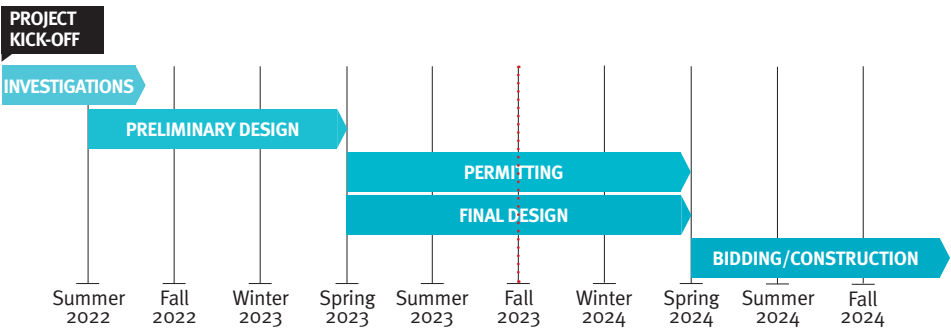 PROJECT
KICK-OFF
INVESTIGATIONS
PRELIMINARY DESIGN
PERMITTING
FINAL DESIGN
BIDDING/CONSTRUCTION
Summer
2022
Fall
2022
Winter
2023
Spring
2023
Summer
2023
Fall
2023
Winter
2024
Spring
2024
Summer
2024
Fall
2024